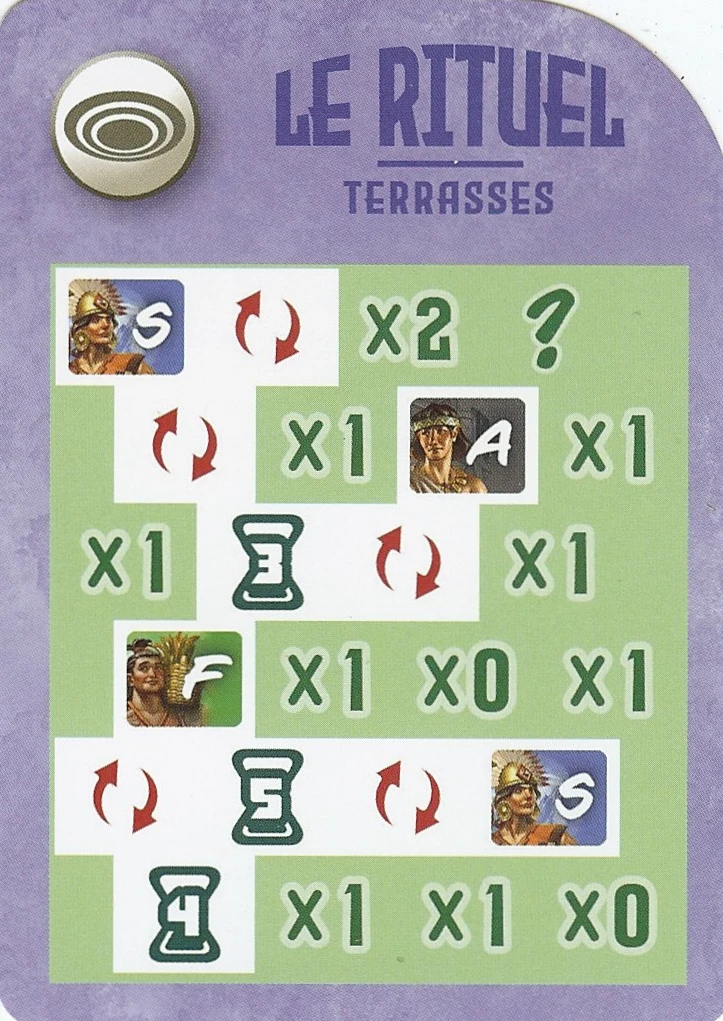 LE RITUEL
TERRASSES
S x2 ?
x1 A x1
x1 3 x1
F x1 x0 x1
5 S
4 x1 x1 x0